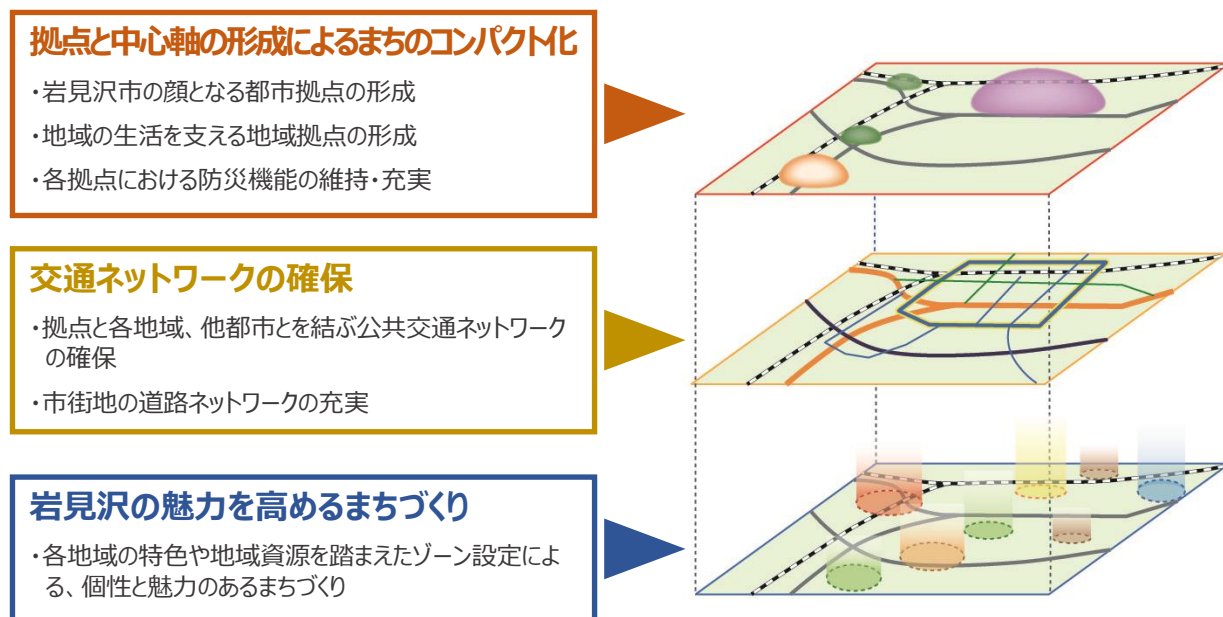 拠点と中心軸の形成によるまちのコンパクト化
・岩見沢市の顔となる都市拠点の形成
・地域の生活を支える地域拠点の形成
・各拠点における防災機能の維持・充実
交通ネットワークの確保
・拠点と各地域、他都市とを結ぶ公共交通ネットワーク
の確保
・市街地の道路ネットワークの充実
岩見沢の魅力を高めるまちづくり
・各地域の特色や地域資源を踏まえたゾーン設定によ
る、個性と魅力のあるまちづくり